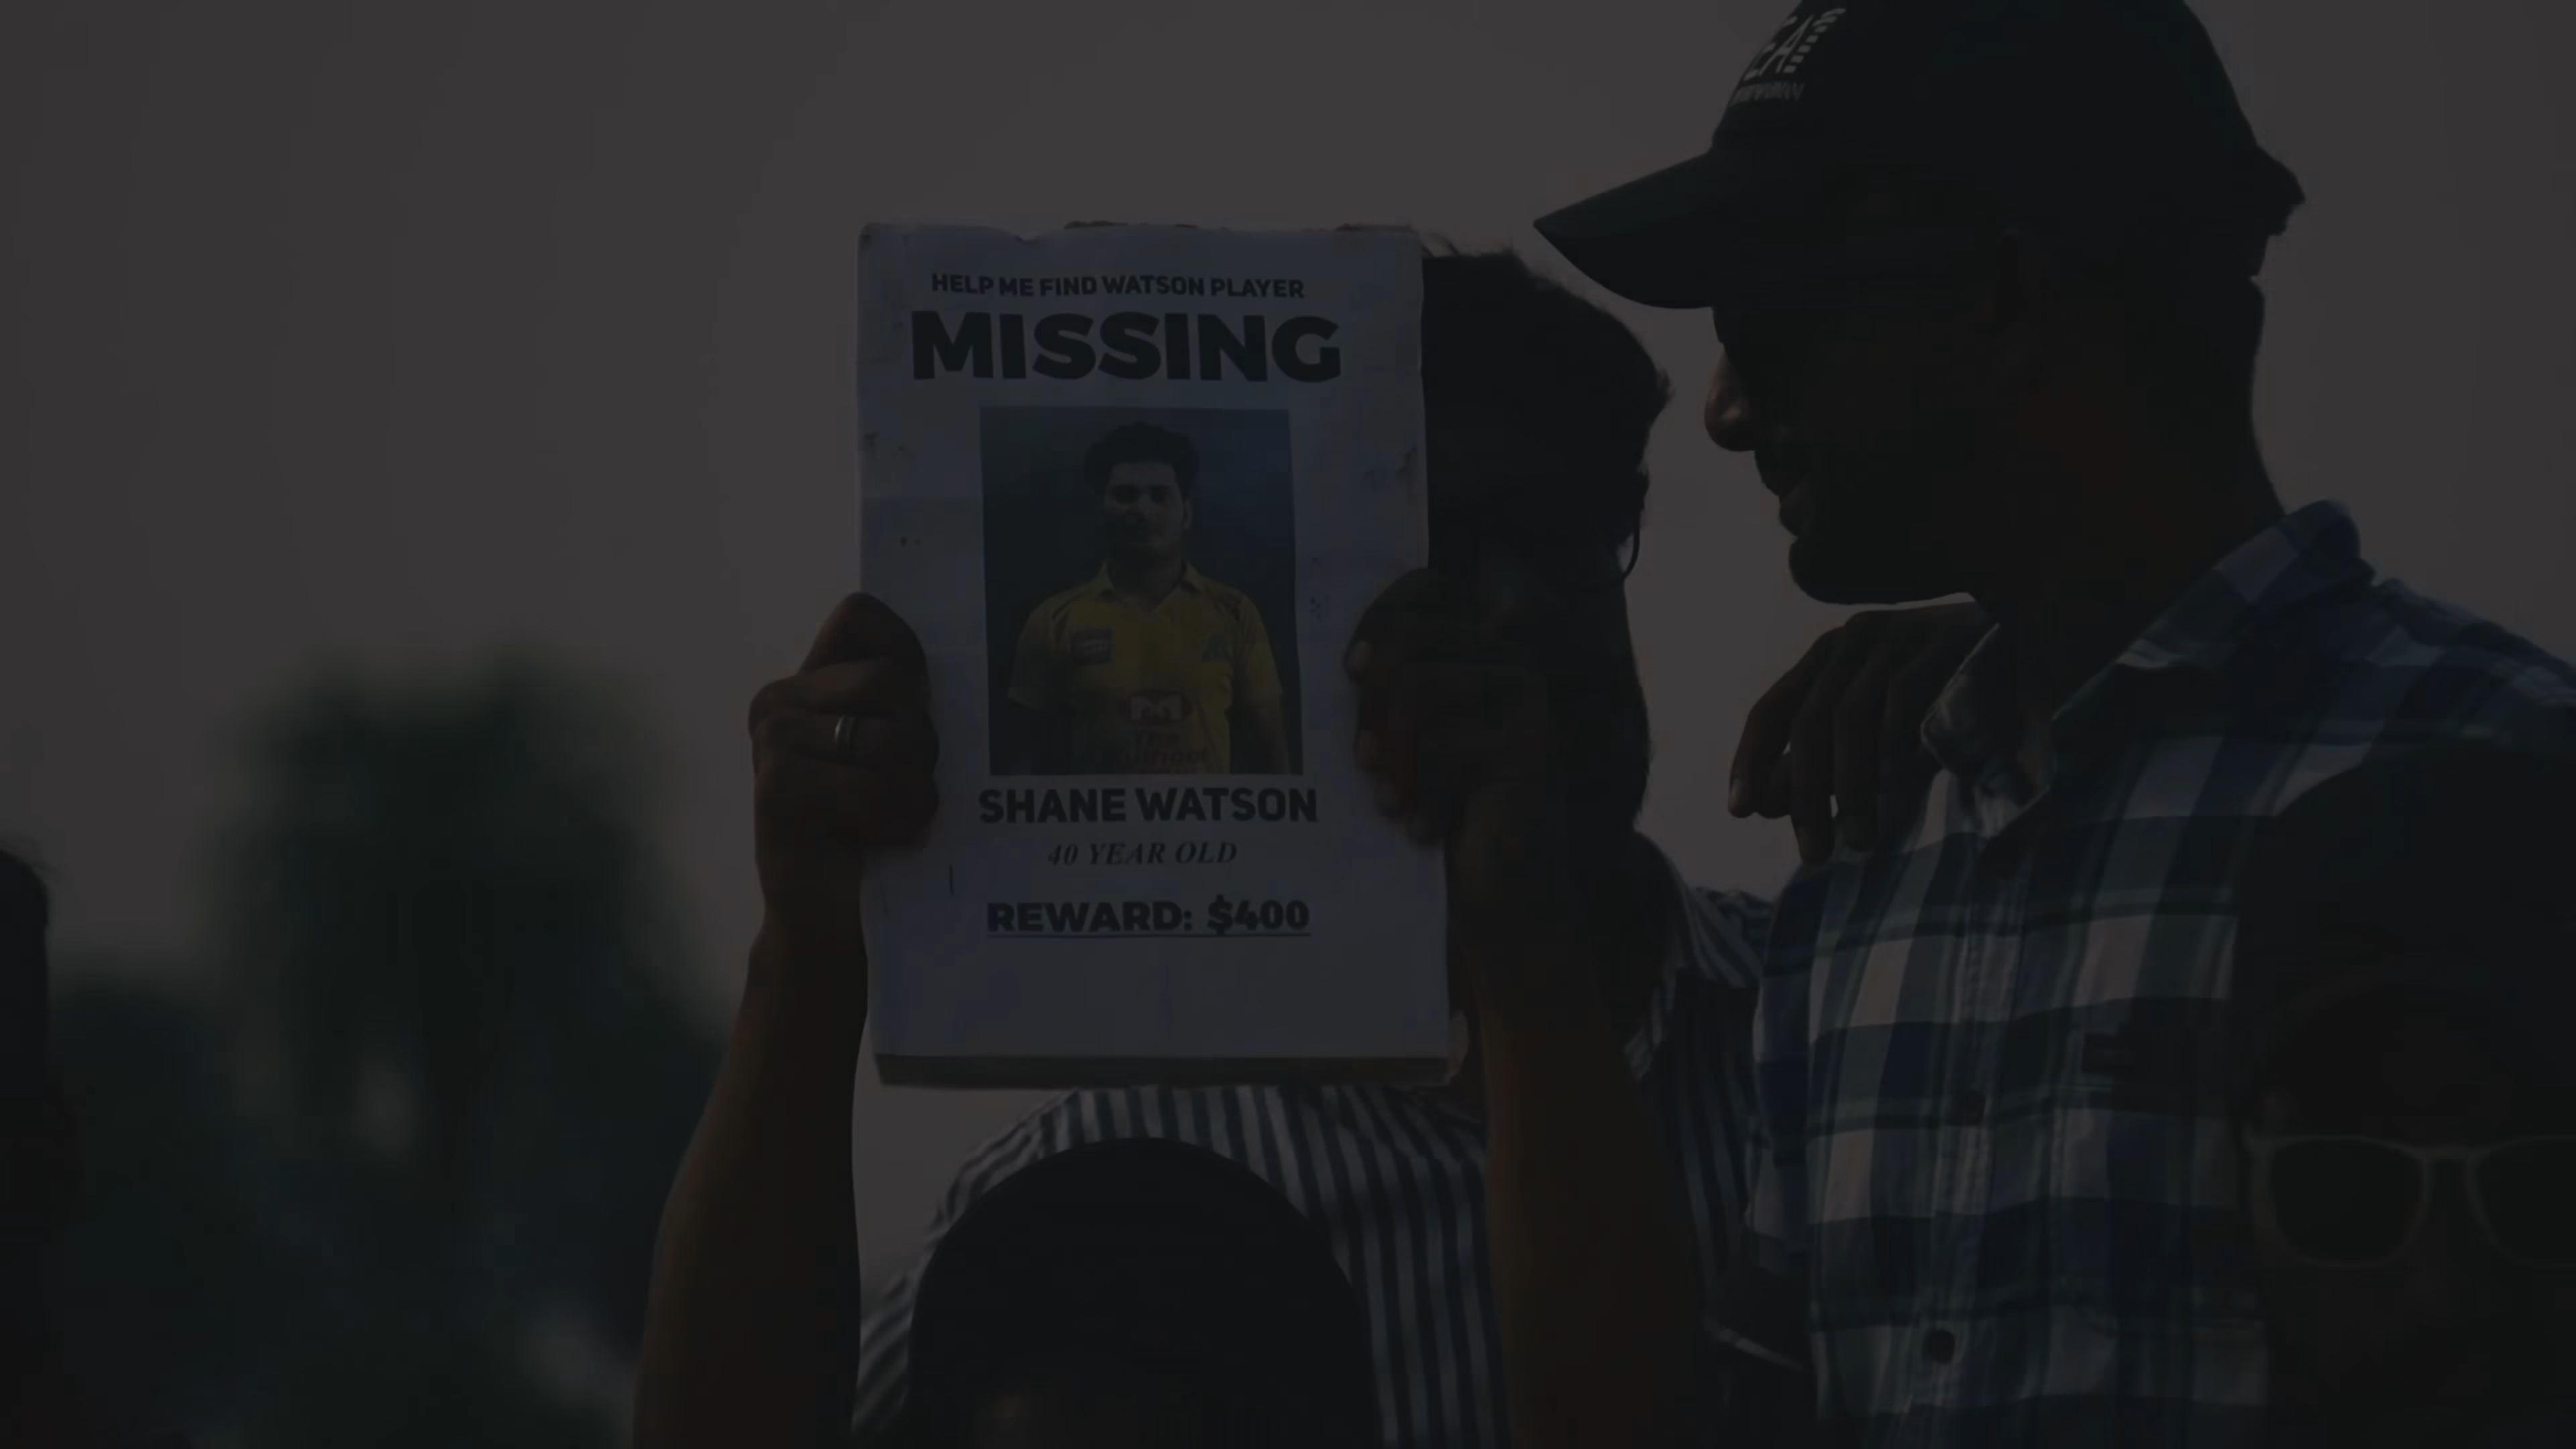 HELP ME FIND WATSON PLAYER
MISSING
SHANE WATSON
40 YEAR OLD
REWARD: $400